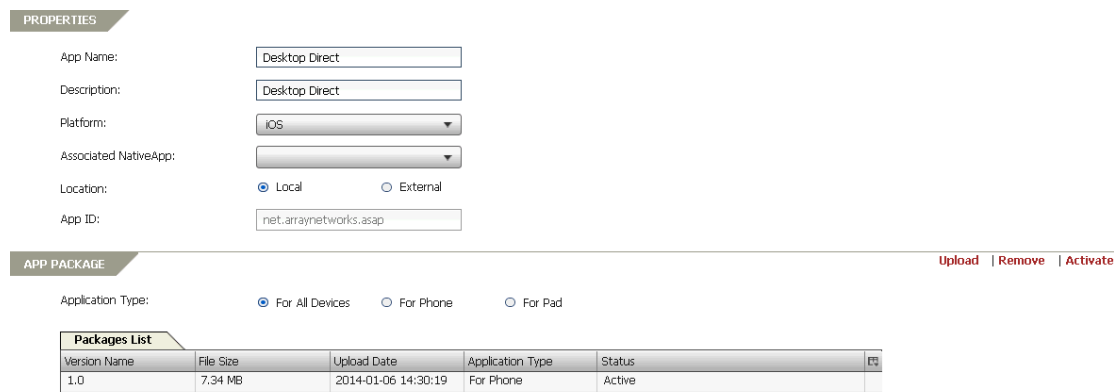 PROPERTIES
App Name: Desktop Direct
Description: Desktop Direct
Platform: iOS
Associated NativeApp:
Location: Local External
App ID: net.arraynetworks.asap
APP PACKAGE Upload | Remove | Activate
Application Type: For All Devices For Phone For Pad
Packages List
Version Name File Size Upload Date Application Type Status
1.0 7.34 MB 2014-01-06 14:30:19 For Phone Active